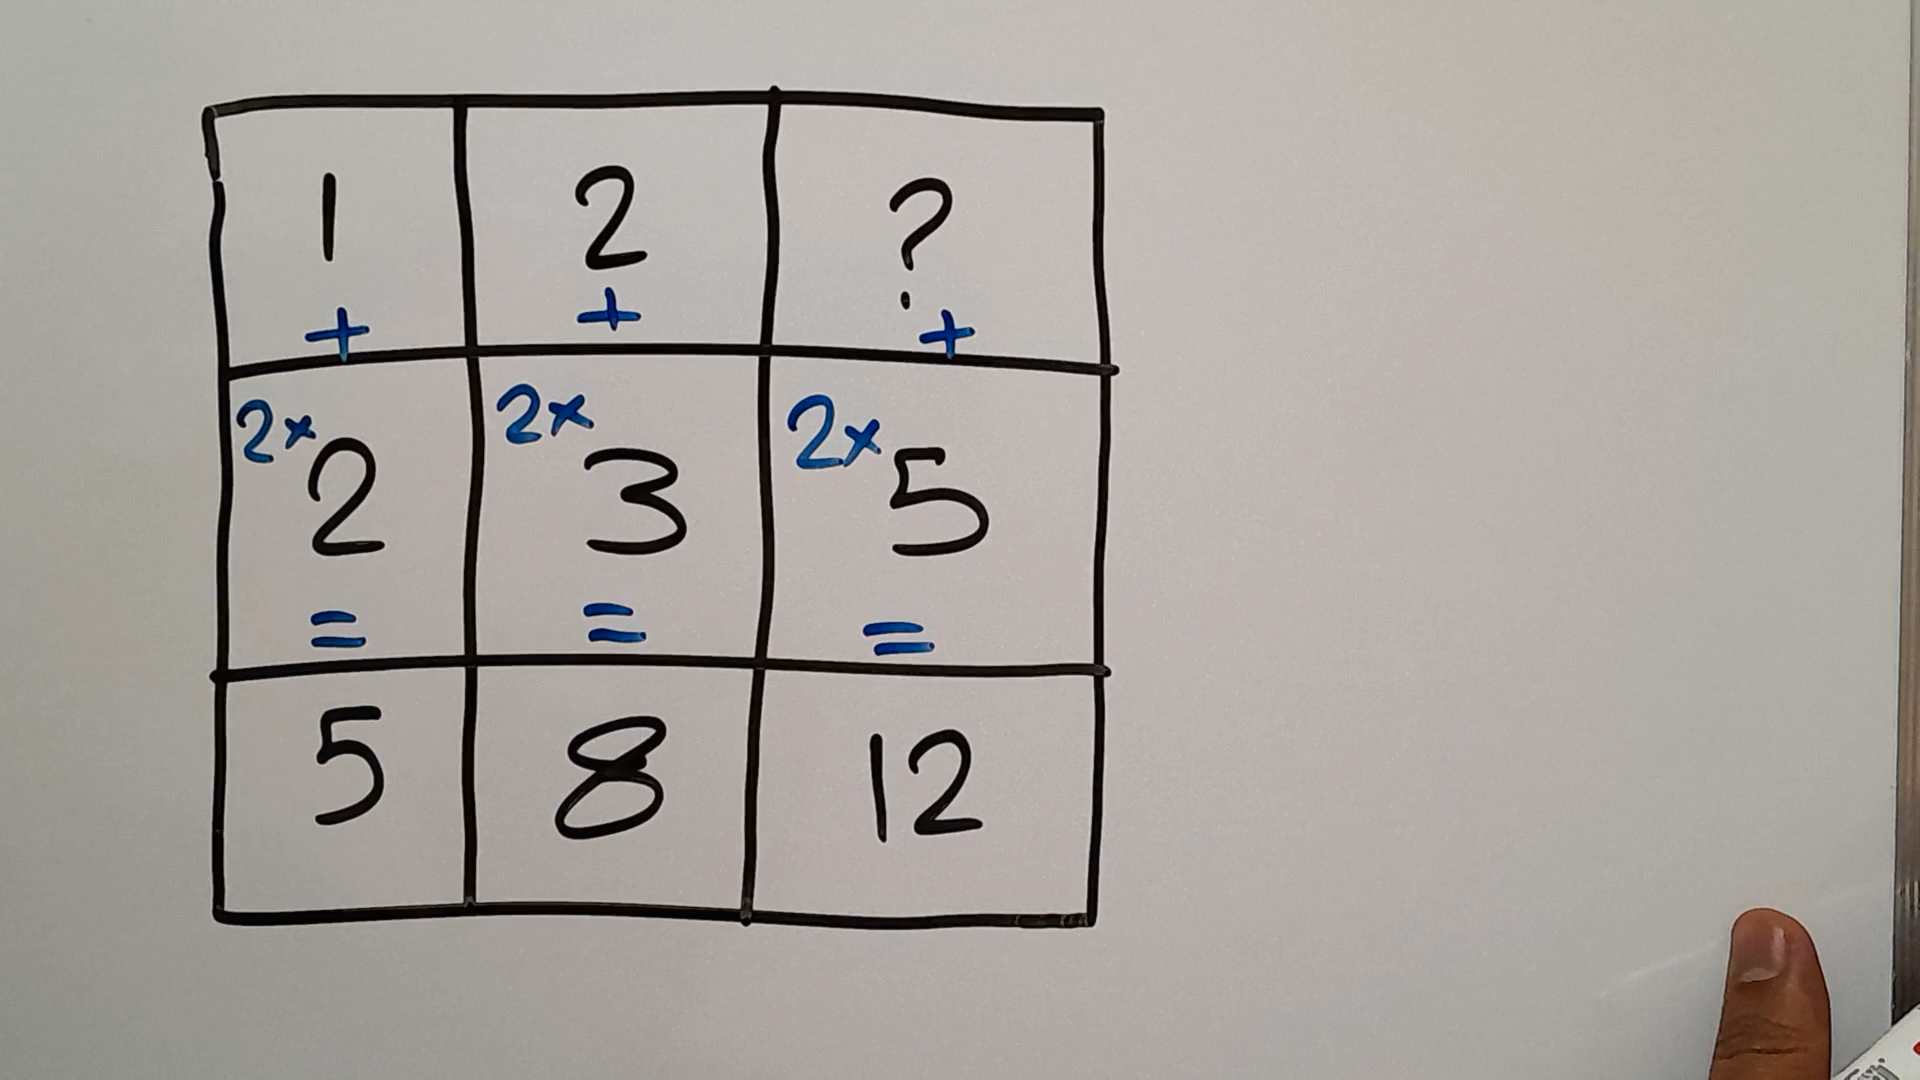 1 2 ?
+ + +
2× 2 2× 3 2× 5
= = =
5 8 12